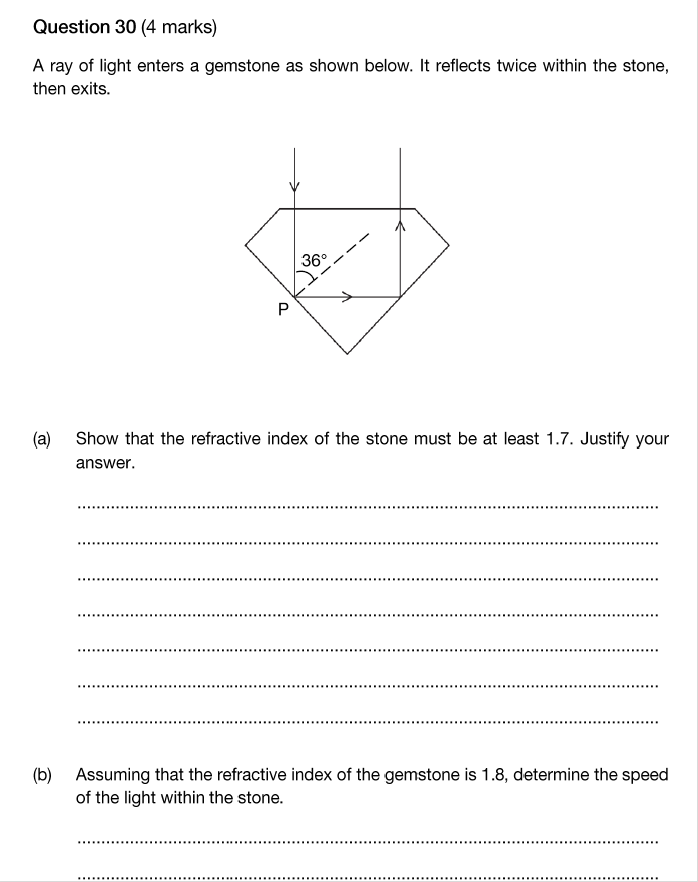 Question 30 (4 marks)
A ray of light enters a gemstone as shown below. It reflects twice within the stone,
then exits.
36°
P
(a) Show that the refractive index of the stone must be at least 1.7. Justify your
answer.
(b) Assuming that the refractive index of the gemstone is 1.8, determine the speed
of the light within the stone.